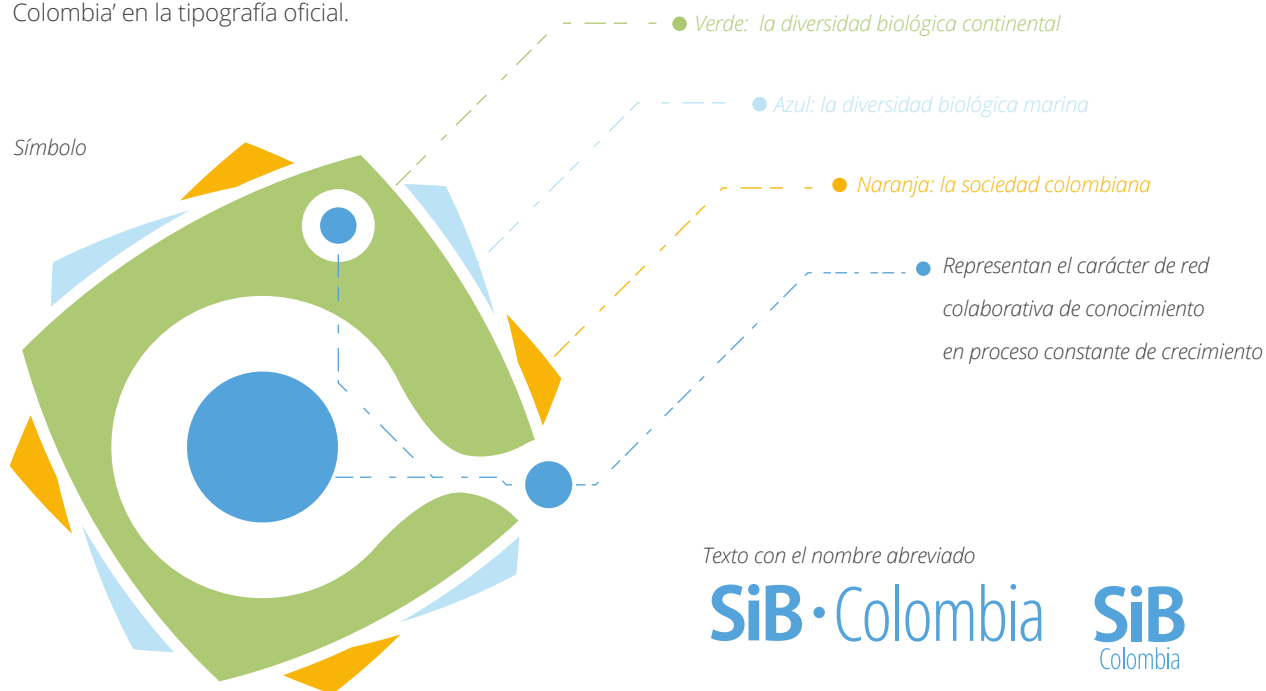 Colombia’ en la tipografía oficial.
Verde: la diversidad biológica continental
Azul: la diversidad biológica marina
Símbolo
Naranja: la sociedad colombiana
Representan el carácter de red
colaborativa de conocimiento
en proceso constante de crecimiento
Texto con el nombre abreviado
SiB · Colombia
SiB
Colombia